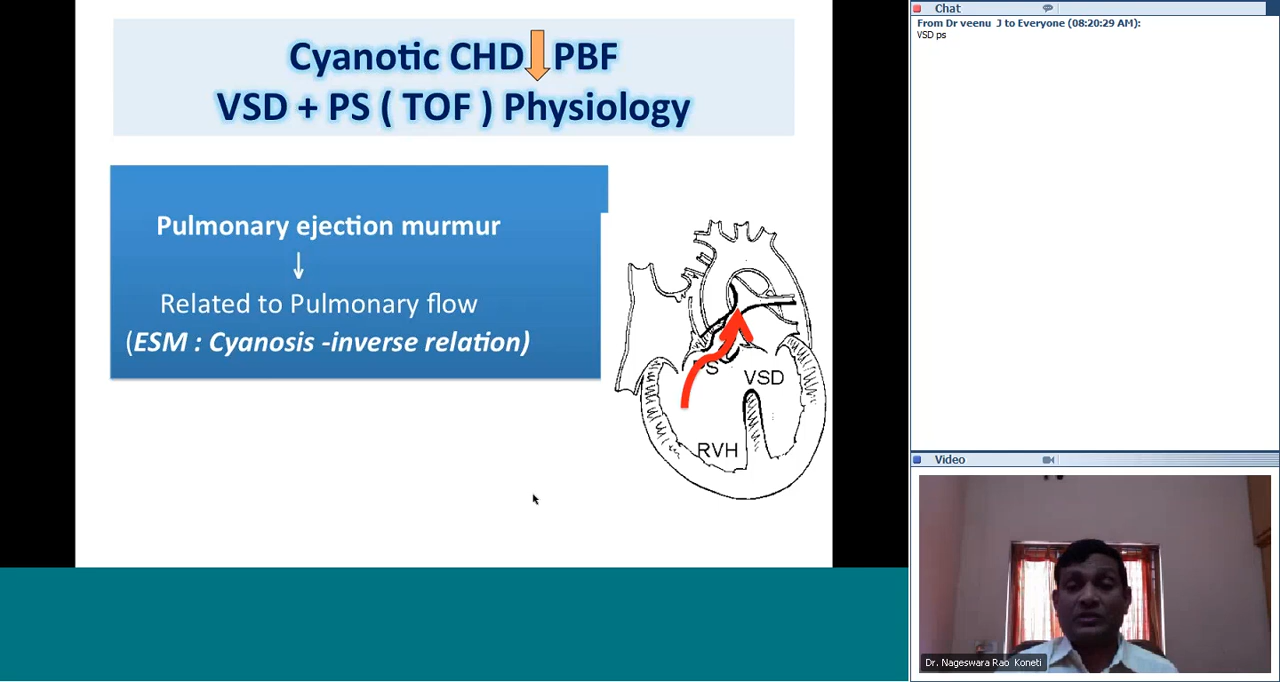 Cyanotic CHD PBF
VSD + PS ( TOF ) Physiology
Pulmonary ejection murmur
Related to Pulmonary flow
(ESM : Cyanosis -inverse relation)
PS
VSD
RVH
Chat
From Dr veenu J to Everyone (08:20:29 AM):
VSD ps
Video
Dr. Nageswara Rao Koneti